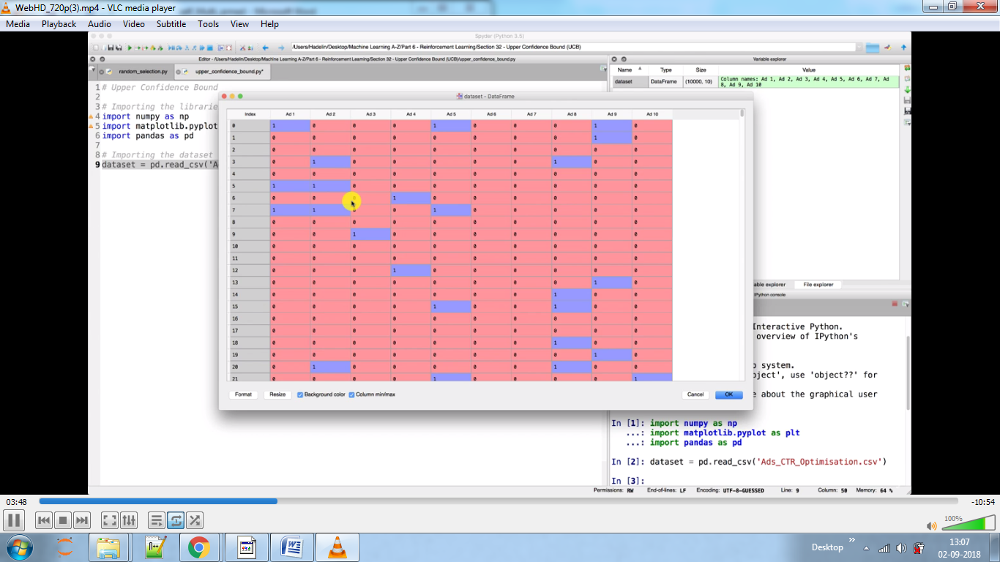 WebHD_720p(3).mp4 - VLC media player
Media Playback Audio Video Subtitle Tools View Help
Spyder (Python 3.5)
/Users/Hadelin/Desktop/Machine Learning A-Z/Part 6 - Reinforcement Learning/Section 32 - Upper Confidence Bound (UCB)
Editor - /Users/Hadelin/Desktop/Machine Learning A-Z/Part 6 - Reinforcement Learning/Section 32 - Upper Confidence Bound (UCB)/upper_confidence_bound.py
random_selection.py upper_confidence_bound.py*
1 # Upper Confidence Bound
2
3 # Importing the librarie
4 import numpy as np
5 import matplotlib.pyplot
6 import pandas as pd
7
8 # Importing the dataset
9 dataset = pd.read_csv('A
Variable explorer
Name Type Size Value
dataset DataFrame (10000, 10) Column names: Ad 1, Ad 2, Ad 3, Ad 4, Ad 5, Ad 6, Ad 7, Ad
8, Ad 9, Ad 10
dataset - DataFrame
Index Ad 1 Ad 2 Ad 3 Ad 4 Ad 5 Ad 6 Ad 7 Ad 8 Ad 9 Ad 10
0 1 0 0 0 1 0 0 0 1 0
1 0 0 0 0 0 0 0 0 1 0
2 0 0 0 0 0 0 0 0 0 0
3 0 1 0 0 0 0 0 1 0 0
4 0 0 0 0 0 0 0 0 0 0
5 1 1 0 0 0 0 0 0 0 0
6 0 0 1 0 0 0 0 0 0
7 1 1 0 0 1 0 0 0 0 0
8 0 0 0 0 0 0 0 0 0 0
9 0 0 1 0 0 0 0 0 0 0
10 0 0 0 0 0 0 0 0 0 0
11 0 0 0 0 0 0 0 0 0 0
12 0 0 0 1 0 0 0 0 0 0
13 0 0 0 0 0 0 0 0 1 0
14 0 0 0 0 0 0 0 1 0 0
15 0 0 0 0 1 0 0 1 0 0
16 0 0 0 0 0 0 0 0 0 0
17 0 0 0 0 0 0 0 0 0 0
18 0 0 0 0 0 0 0 1 0 0
19 0 0 0 0 0 0 0 0 1 0
20 0 1 0 0 0 0 0 1 0 0
21 0 0 0 0 1 0 0 0 0 1
Format Resize Background color Column min/max Cancel OK
able explorer File explorer
IPython console
Interactive Python.
overview of IPython's
p system.
bject', use 'object??' for
e about the graphical user
In [1]: import numpy as np
...: import matplotlib.pyplot as plt
...: import pandas as pd
In [2]: dataset = pd.read_csv('Ads_CTR_Optimisation.csv')
In [3]:
Permissions: RW End-of-lines: LF Encoding: UTF-8-GUESSED Line: 9 Column: 50 Memory: 64 %
03:48 -10:54
100%
Desktop
13:07
02-09-2018